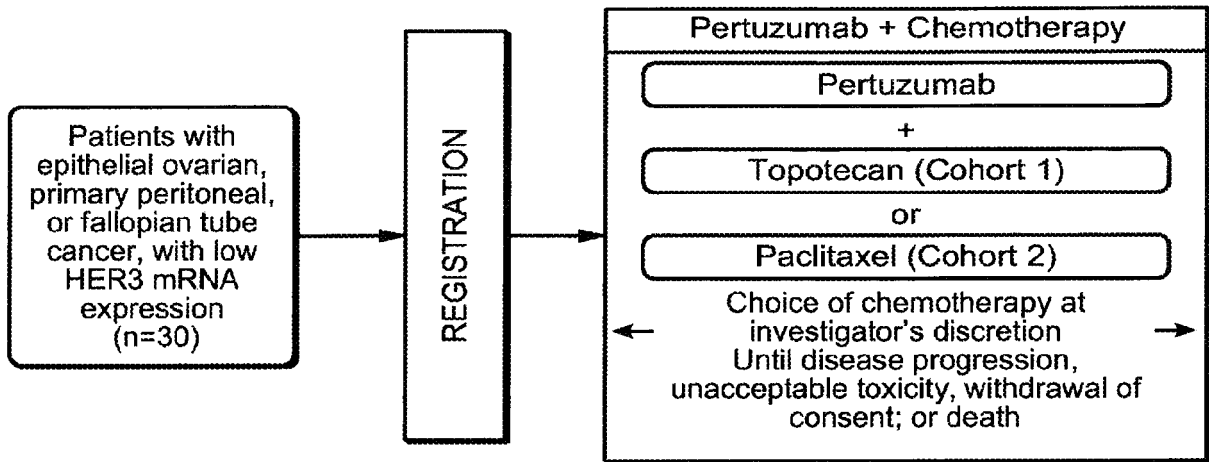 Patients with
epithelial ovarian,
primary peritoneal,
or fallopian tube
cancer, with low
HER3 mRNA
expression
(n=30)
REGISTRATION
Pertuzumab + Chemotherapy
Pertuzumab
+
Topotecan (Cohort 1)
or
Paclitaxel (Cohort 2)
Choice of chemotherapy at
investigator's discretion
Until disease progression,
unacceptable toxicity, withdrawal of
consent; or death